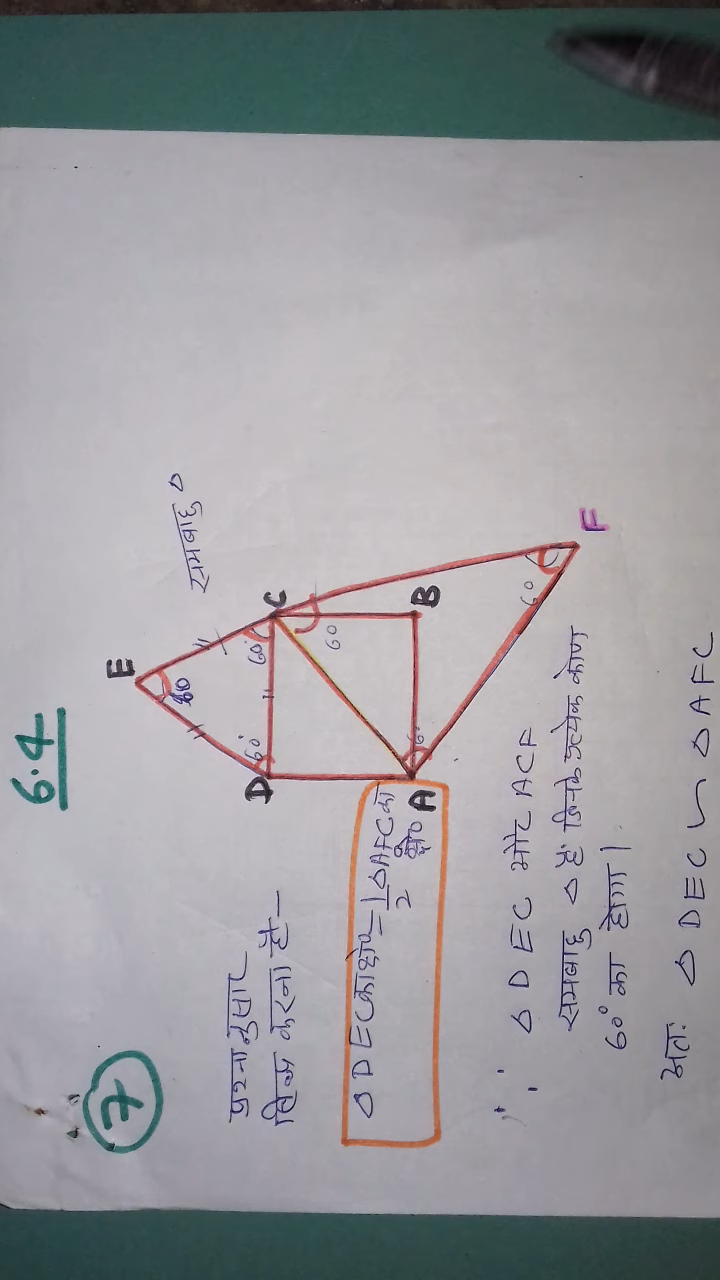 6.4
7
प्रश्नानुसार
सिद्ध करना है -
△DEC का क्षे० = 1/2 △AFC का क्षे०
समबाहु △
E
60
D
60°
60°
C
60
A
60
B
60
F
∵ △DEC और ACF
समबाहु △ हैं जिनके प्रत्येक कोण
60° का होगा।
अतः △DEC ∽ △AFC